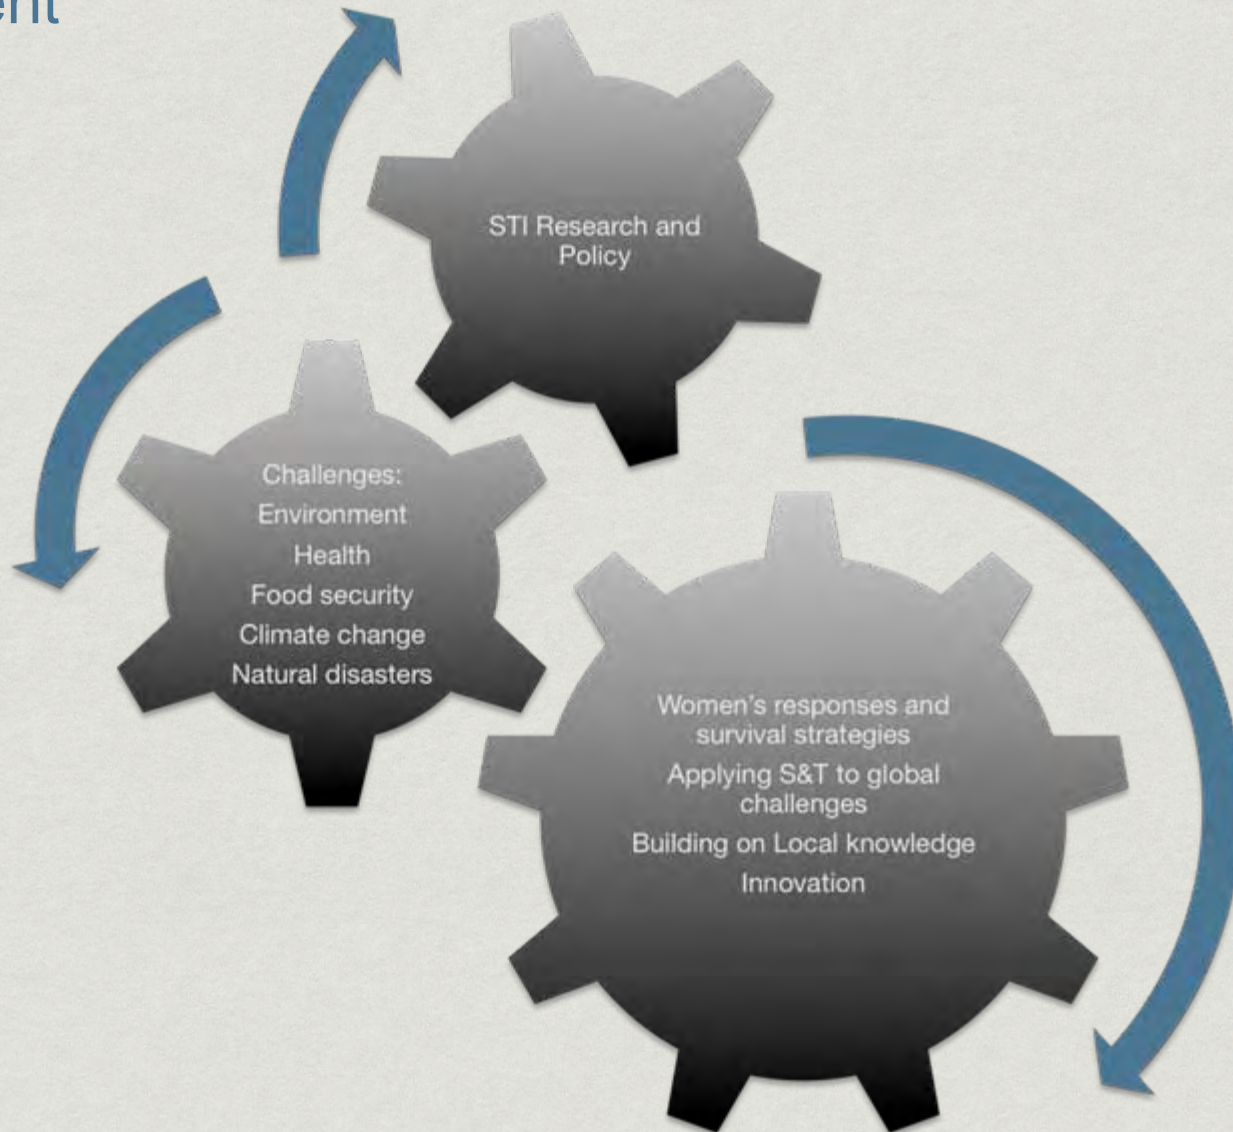 STI Research and
Policy
Challenges:
Environment
Health
Food security
Climate change
Natural disasters
Women's responses and
survival strategies
Applying S&T to global
challenges
Building on Local knowledge
Innovation